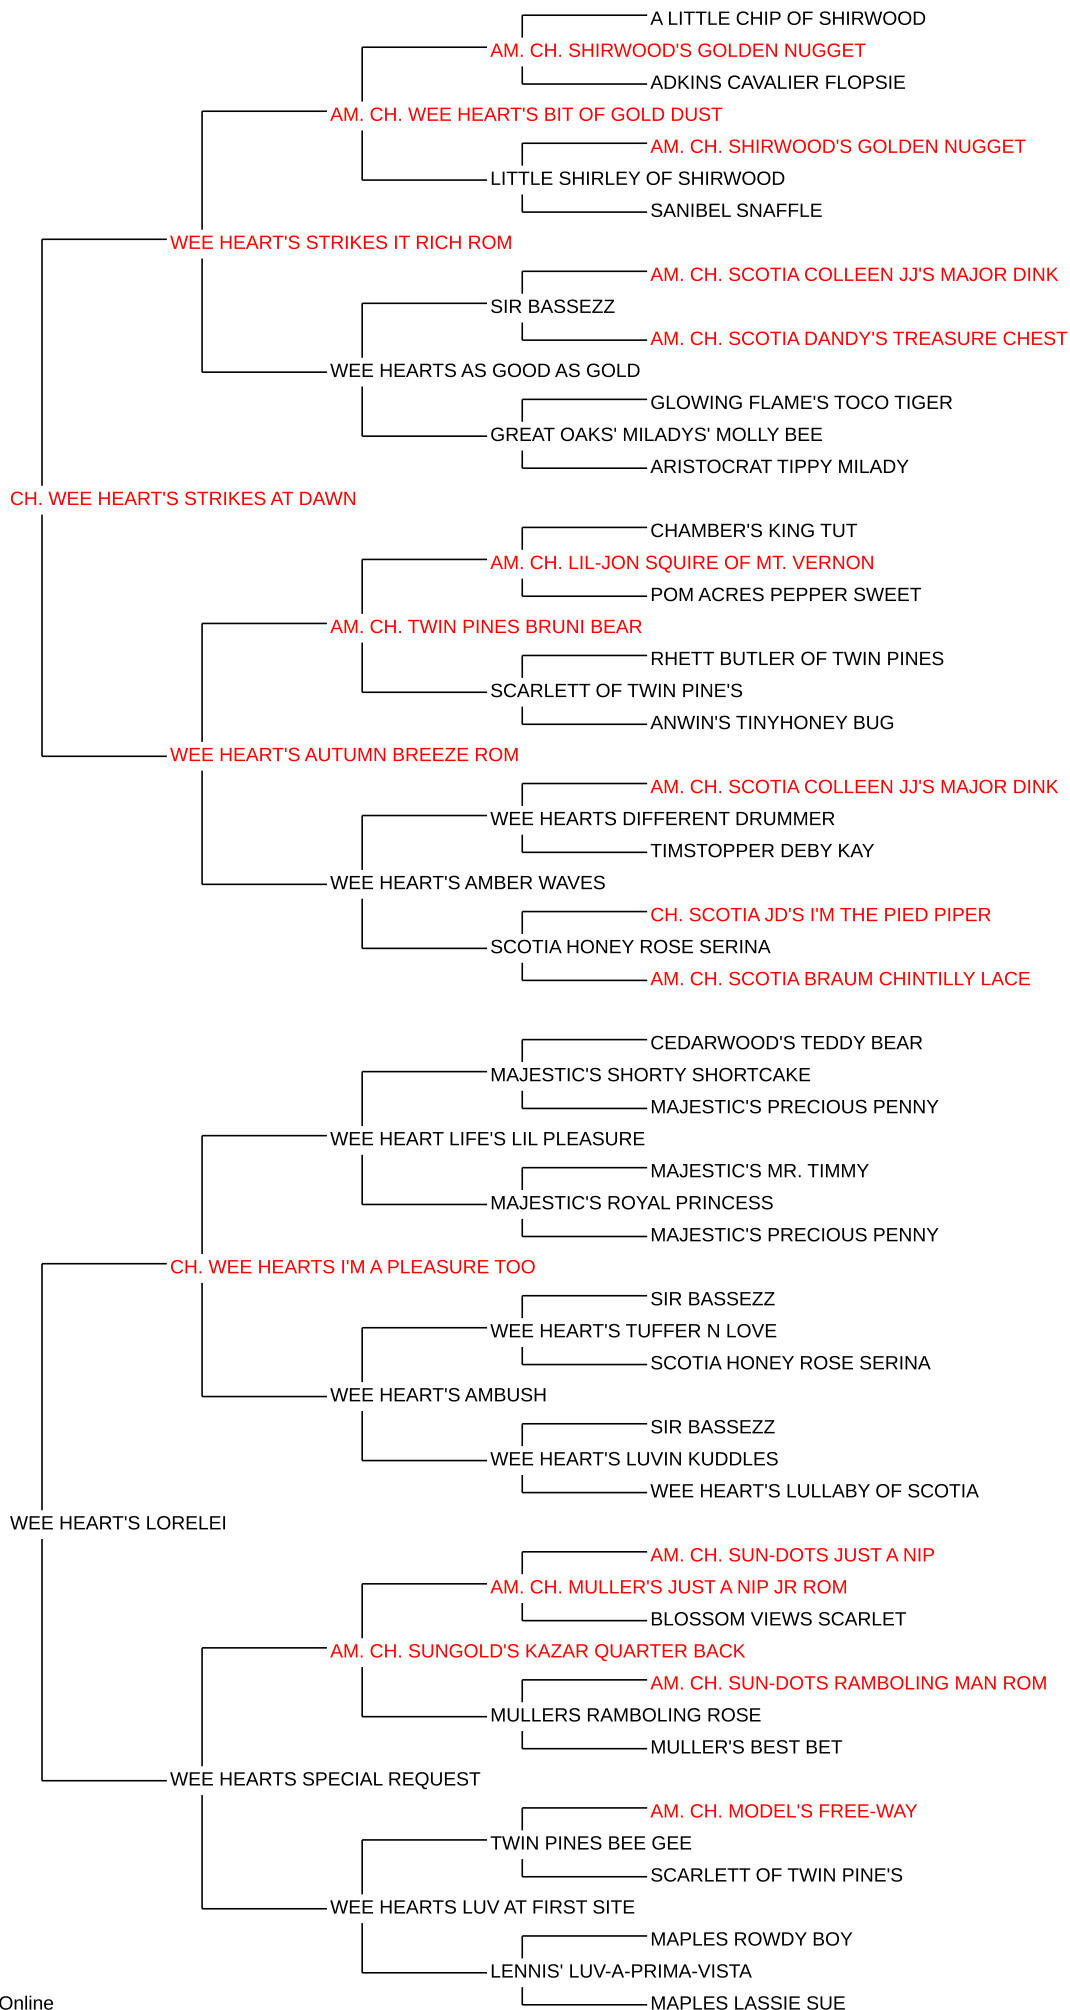 A LITTLE CHIP OF SHIRWOOD
AM. CH. SHIRWOOD'S GOLDEN NUGGET
ADKINS CAVALIER FLOPSIE
AM. CH. WEE HEART'S BIT OF GOLD DUST
AM. CH. SHIRWOOD'S GOLDEN NUGGET
LITTLE SHIRLEY OF SHIRWOOD
SANIBEL SNAFFLE
WEE HEART'S STRIKES IT RICH ROM
AM. CH. SCOTIA COLLEEN JJ'S MAJOR DINK
SIR BASSEZZ
AM. CH. SCOTIA DANDY'S TREASURE CHEST
WEE HEARTS AS GOOD AS GOLD
GLOWING FLAME'S TOCO TIGER
GREAT OAKS' MILADYS' MOLLY BEE
ARISTOCRAT TIPPY MILADY
CH. WEE HEART'S STRIKES AT DAWN
CHAMBER'S KING TUT
AM. CH. LIL-JON SQUIRE OF MT. VERNON
POM ACRES PEPPER SWEET
AM. CH. TWIN PINES BRUNI BEAR
RHETT BUTLER OF TWIN PINES
SCARLETT OF TWIN PINE'S
ANWIN'S TINYHONEY BUG
WEE HEART'S AUTUMN BREEZE ROM
AM. CH. SCOTIA COLLEEN JJ'S MAJOR DINK
WEE HEARTS DIFFERENT DRUMMER
TIMSTOPPER DEBY KAY
WEE HEART'S AMBER WAVES
CH. SCOTIA JD'S I'M THE PIED PIPER
SCOTIA HONEY ROSE SERINA
AM. CH. SCOTIA BRAUM CHINTILLY LACE
CEDARWOOD'S TEDDY BEAR
MAJESTIC'S SHORTY SHORTCAKE
MAJESTIC'S PRECIOUS PENNY
WEE HEART LIFE'S LIL PLEASURE
MAJESTIC'S MR. TIMMY
MAJESTIC'S ROYAL PRINCESS
MAJESTIC'S PRECIOUS PENNY
CH. WEE HEARTS I'M A PLEASURE TOO
SIR BASSEZZ
WEE HEART'S TUFFER N LOVE
SCOTIA HONEY ROSE SERINA
WEE HEART'S AMBUSH
SIR BASSEZZ
WEE HEART'S LUVIN KUDDLES
WEE HEART'S LULLABY OF SCOTIA
WEE HEART'S LORELEI
AM. CH. SUN-DOTS JUST A NIP
AM. CH. MULLER'S JUST A NIP JR ROM
BLOSSOM VIEWS SCARLET
AM. CH. SUNGOLD'S KAZAR QUARTER BACK
AM. CH. SUN-DOTS RAMBOLING MAN ROM
MULLERS RAMBOLING ROSE
MULLER'S BEST BET
WEE HEARTS SPECIAL REQUEST
AM. CH. MODEL'S FREE-WAY
TWIN PINES BEE GEE
SCARLETT OF TWIN PINE'S
WEE HEARTS LUV AT FIRST SITE
MAPLES ROWDY BOY
LENNIS' LUV-A-PRIMA-VISTA
MAPLES LASSIE SUE
Online